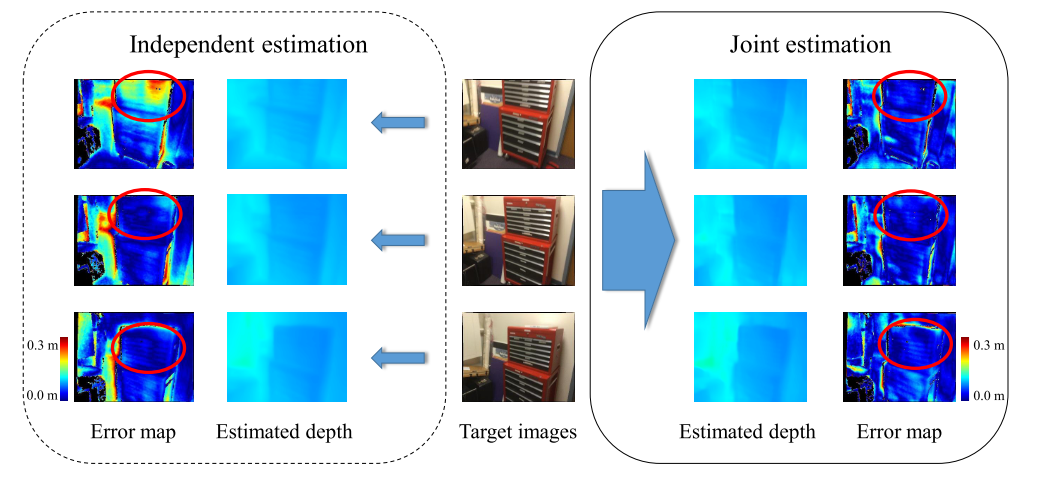 Independent estimation
Joint estimation
0.3 m
0.0 m
0.3 m
0.0 m
Error map
Estimated depth
Target images
Estimated depth
Error map